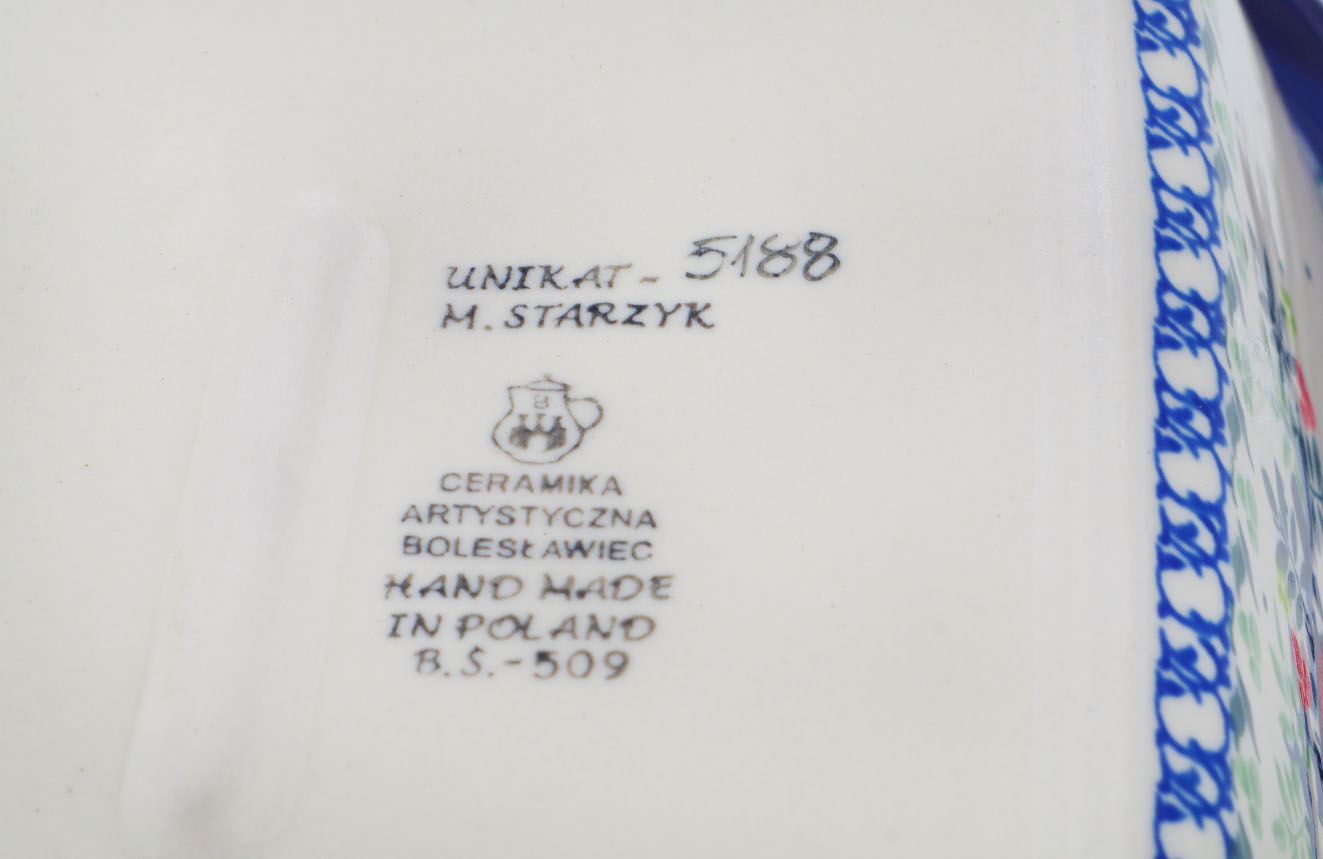 UNIKAT - 5188
M. STARZYK
B
CERAMIKA
ARTYSTYCZNA
BOLESŁAWIEC
HAND MADE
IN POLAND
B.Ś.-509